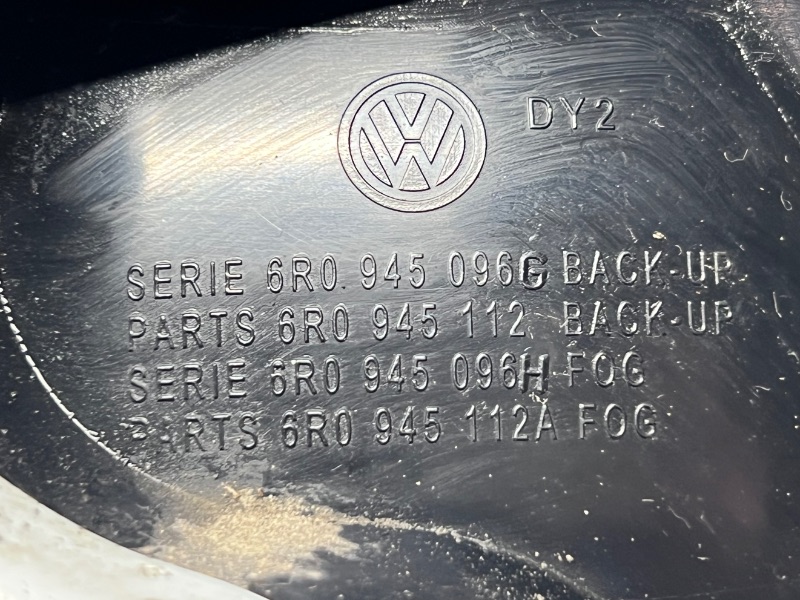 DY2
SERIE 6R0 945 096G BACK-UP
PARTS 6R0 945 112 BACK-UP
SERIE 6R0 945 096H FOG
PARTS 6R0 945 112A FOG